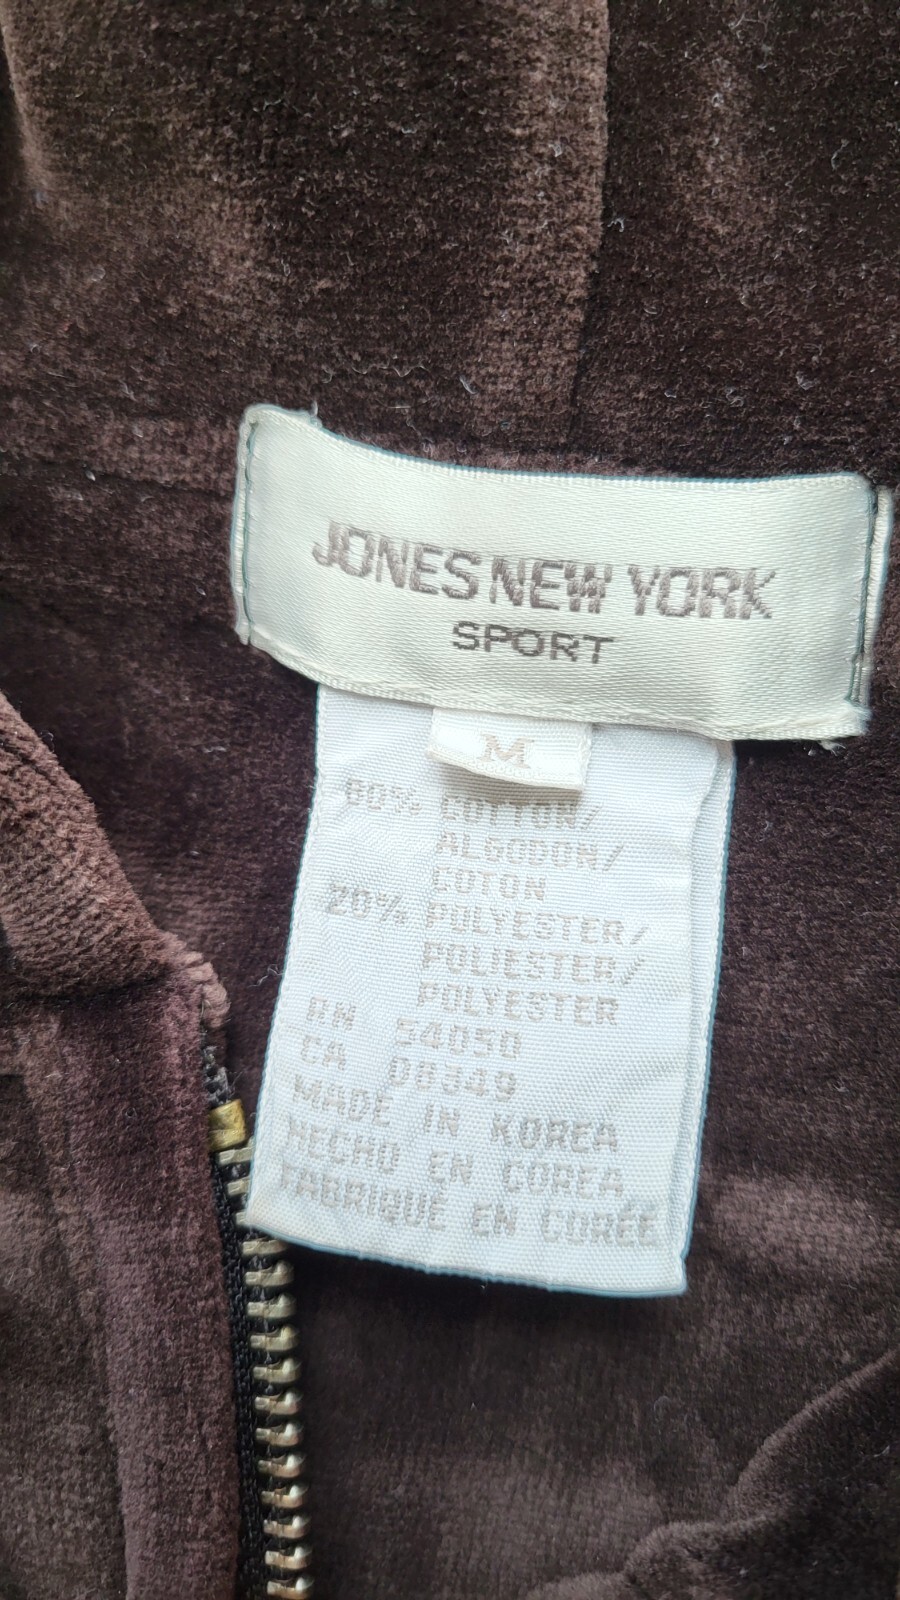 JONES NEW YORK
SPORT
M
80% COTTON/
ALGODON/
COTON
20% POLYESTER/
POLIESTER/
POLYESTER
RN 54050
CA 08349
MADE IN KOREA
HECHO EN COREA
FABRIQUÉ EN CORÉE